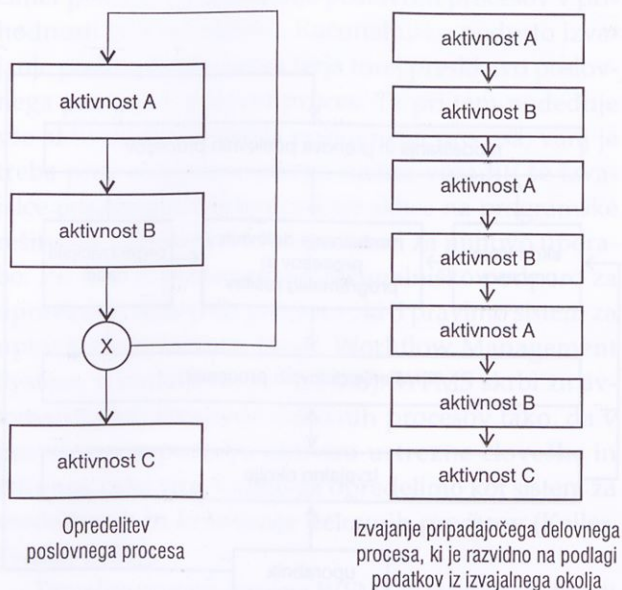 aktivnost A
aktivnost B
X
aktivnost C
Opredelitev
poslovnega procesa
aktivnost A
aktivnost B
aktivnost A
aktivnost B
aktivnost A
aktivnost B
aktivnost C
Izvajanje pripadajočega delovnega
procesa, ki je razvidno na podlagi
podatkov iz izvajalnega okolja